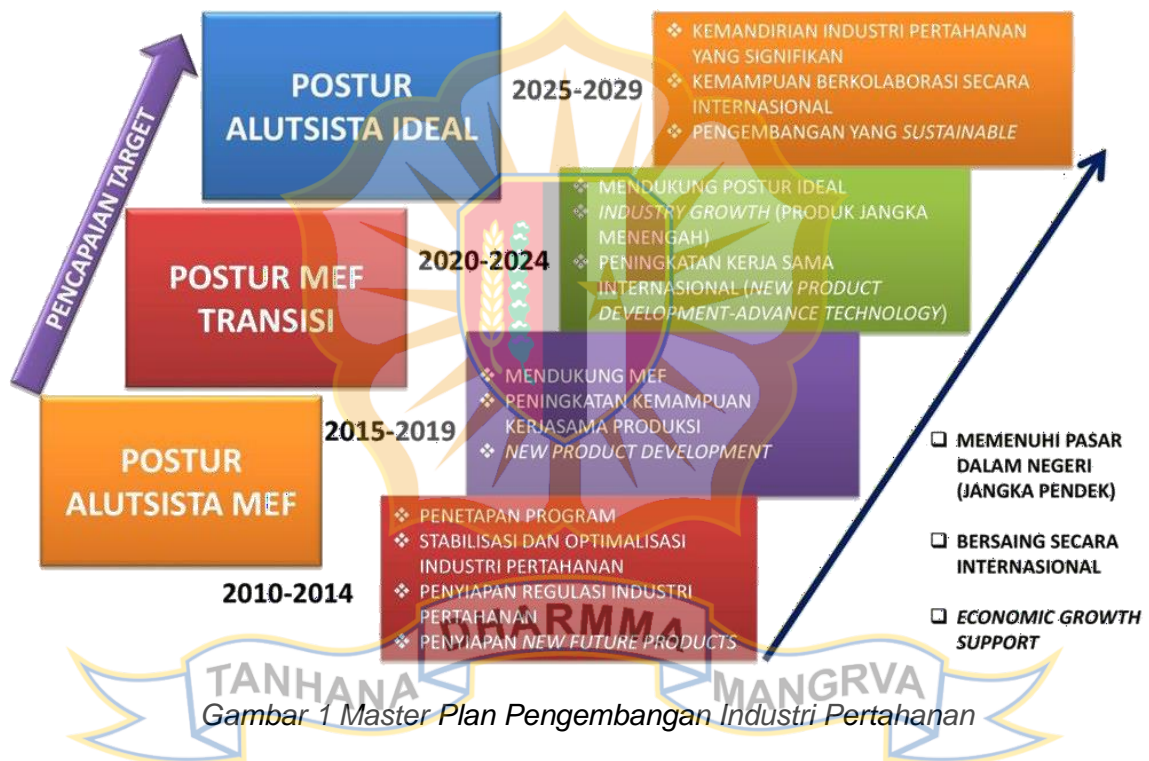 PENCAPAIAN TARGET
POSTUR
ALUTSISTA IDEAL
2025-2029
❖ KEMANDIRIAN INDUSTRI PERTAHANAN
YANG SIGNIFIKAN
❖ KEMAMPUAN BERKOLABORASI SECARA
INTERNASIONAL
❖ PENGEMBANGAN YANG SUSTAINABLE
POSTUR MEF
TRANSISI
2020-2024
❖ MENDUKUNG POSTUR IDEAL
❖ INDUSTRY GROWTH (PRODUK JANGKA
MENENGAH)
❖ PENINGKATAN KERJA SAMA
INTERNASIONAL (NEW PRODUCT
DEVELOPMENT-ADVANCE TECHNOLOGY)
POSTUR
ALUTSISTA MEF
2015-2019
❖ MENDUKUNG MEF
❖ PENINGKATAN KEMAMPUAN
KERJASAMA PRODUKSI
❖ NEW PRODUCT DEVELOPMENT
2010-2014
❖ PENETAPAN PROGRAM
❖ STABILISASI DAN OPTIMALISASI
INDUSTRI PERTAHANAN
❖ PENYIAPAN REGULASI INDUSTRI
PERTAHANAN
❖ PENYIAPAN NEW FUTURE PRODUCTS
❑ MEMENUHI PASAR
DALAM NEGERI
(JANGKA PENDEK)
❑ BERSAING SECARA
INTERNASIONAL
❑ ECONOMIC GROWTH
SUPPORT
TANHANA DHARMMA MANGRVA
Gambar 1 Master Plan Pengembangan Industri Pertahanan